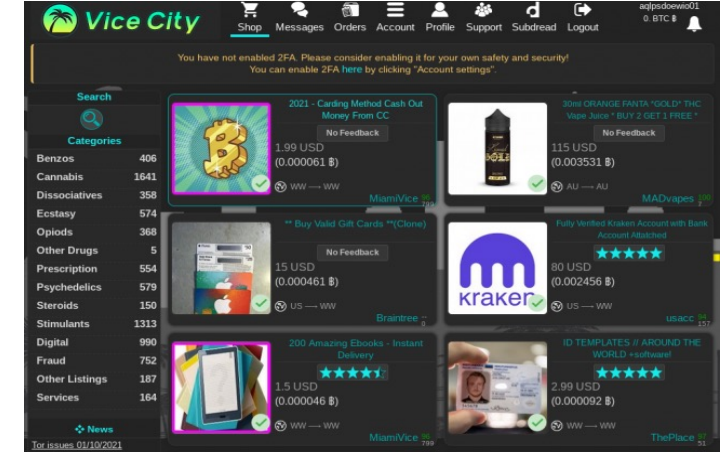 Vice City
Shop Messages Orders Account Profile Support Subdread Logout
aqlpsdoewio01
0. BTC ฿
You have not enabled 2FA. Please consider enabling it for your own safety and security!
You can enable 2FA here by clicking "Account settings".
Search
Categories
Benzos 406
Cannabis 1641
Dissociatives 358
Ecstasy 574
Opiods 368
Other Drugs 5
Prescription 554
Psychedelics 579
Steroids 150
Stimulants 1313
Digital 990
Fraud 752
Other Listings 187
Services 164
News
Tor issues 01/10/2021
2021 - Carding Method Cash Out
Money From CC
No Feedback
1.99 USD
(0.000061 ฿)
WW → WW
MiamiVice
30ml ORANGE FANTA *GOLD* THC
Vape Juice * BUY 2 GET 1 FREE *
No Feedback
115 USD
(0.003531 ฿)
AU → AU
MADvapes
** Buy Valid Gift Cards **(Clone)
No Feedback
15 USD
(0.000461 ฿)
US → WW
Braintree
Fully Verified Kraken Account with Bank
Account Attatched
80 USD
(0.002456 ฿)
US → WW
usacc
kraken
200 Amazing Ebooks - Instant
Delivery
1.5 USD
(0.000046 ฿)
WW → WW
MiamiVice
ID TEMPLATES // AROUND THE
WORLD +software!
2.99 USD
(0.000092 ฿)
WW → WW
ThePlace